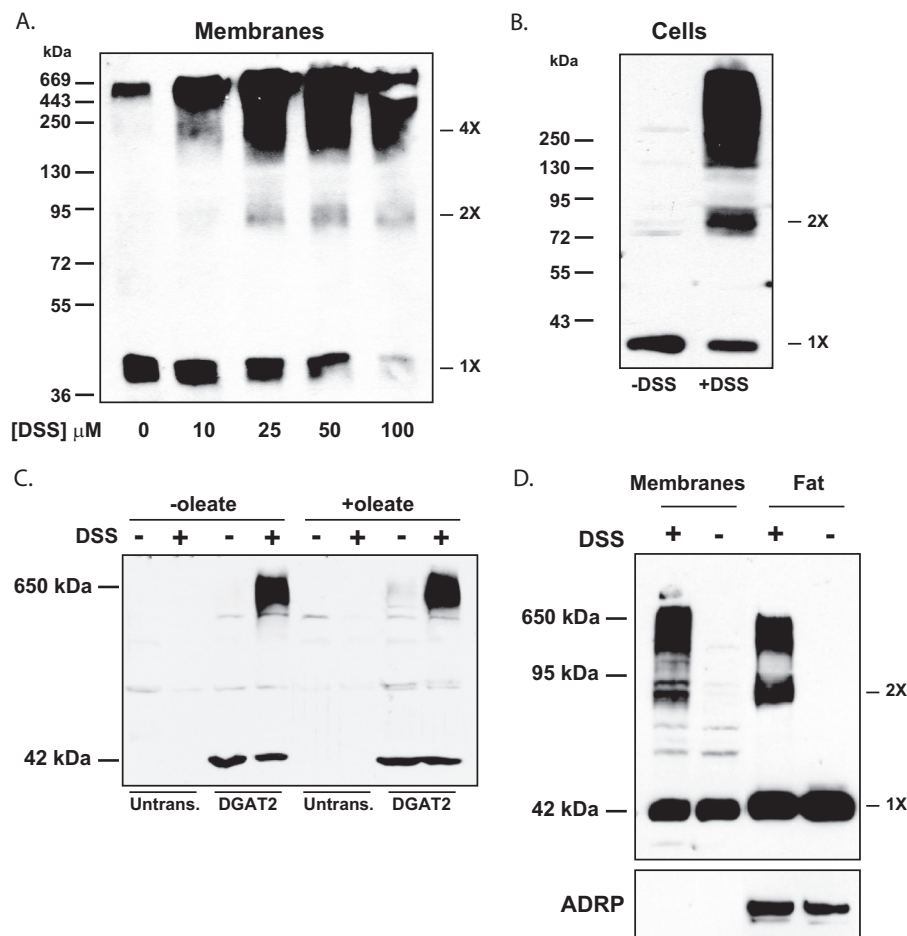 A.
Membranes
kDa
669
443
250
130
95
72
55
36
4X
2X
1X
[DSS] μM 0 10 25 50 100
B.
Cells
kDa
250
130
95
72
55
43
2X
1X
-DSS +DSS
C.
-oleate +oleate
DSS - + - + - + - +
650 kDa
42 kDa
Untrans. DGAT2 Untrans. DGAT2
D.
Membranes Fat
DSS + - + -
650 kDa
95 kDa
42 kDa
2X
1X
ADRP